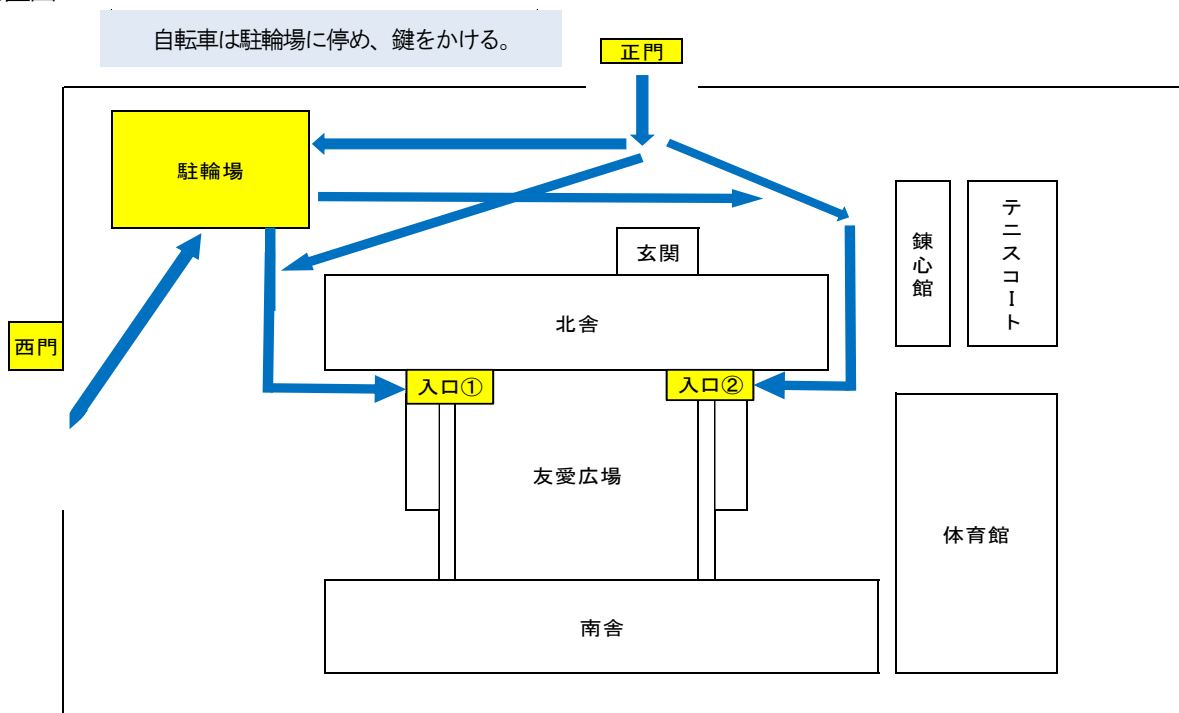 自転車は駐輪場に停め、鍵をかける。
正門
駐輪場
玄関
錬心館
テニスコート
北舎
西門
入口①
入口②
友愛広場
体育館
南舎